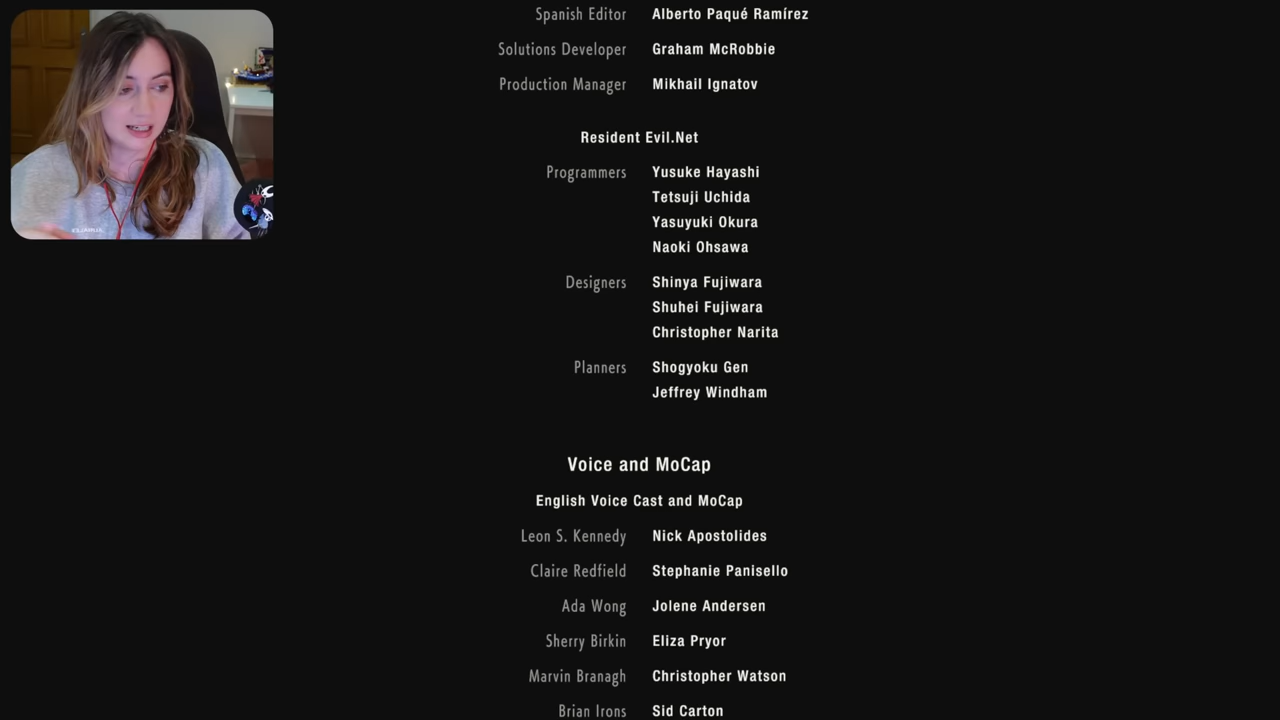 Spanish Editor Alberto Paqué Ramírez
Solutions Developer Graham McRobbie
Production Manager Mikhail Ignatov
Resident Evil.Net
Programmers Yusuke Hayashi
Tetsuji Uchida
Yasuyuki Okura
Naoki Ohsawa
Designers Shinya Fujiwara
Shuhei Fujiwara
Christopher Narita
Planners Shogyoku Gen
Jeffrey Windham
Voice and MoCap
English Voice Cast and MoCap
Leon S. Kennedy Nick Apostolides
Claire Redfield Stephanie Panisello
Ada Wong Jolene Andersen
Sherry Birkin Eliza Pryor
Marvin Branagh Christopher Watson
Brian Irons Sid Carton